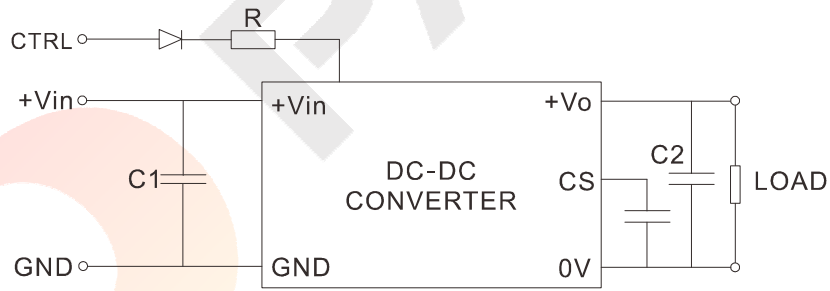 R
CTRL
+Vin
+Vin
+Vo
C1
DC-DC
CONVERTER
CS
C2
LOAD
GND
GND
0V